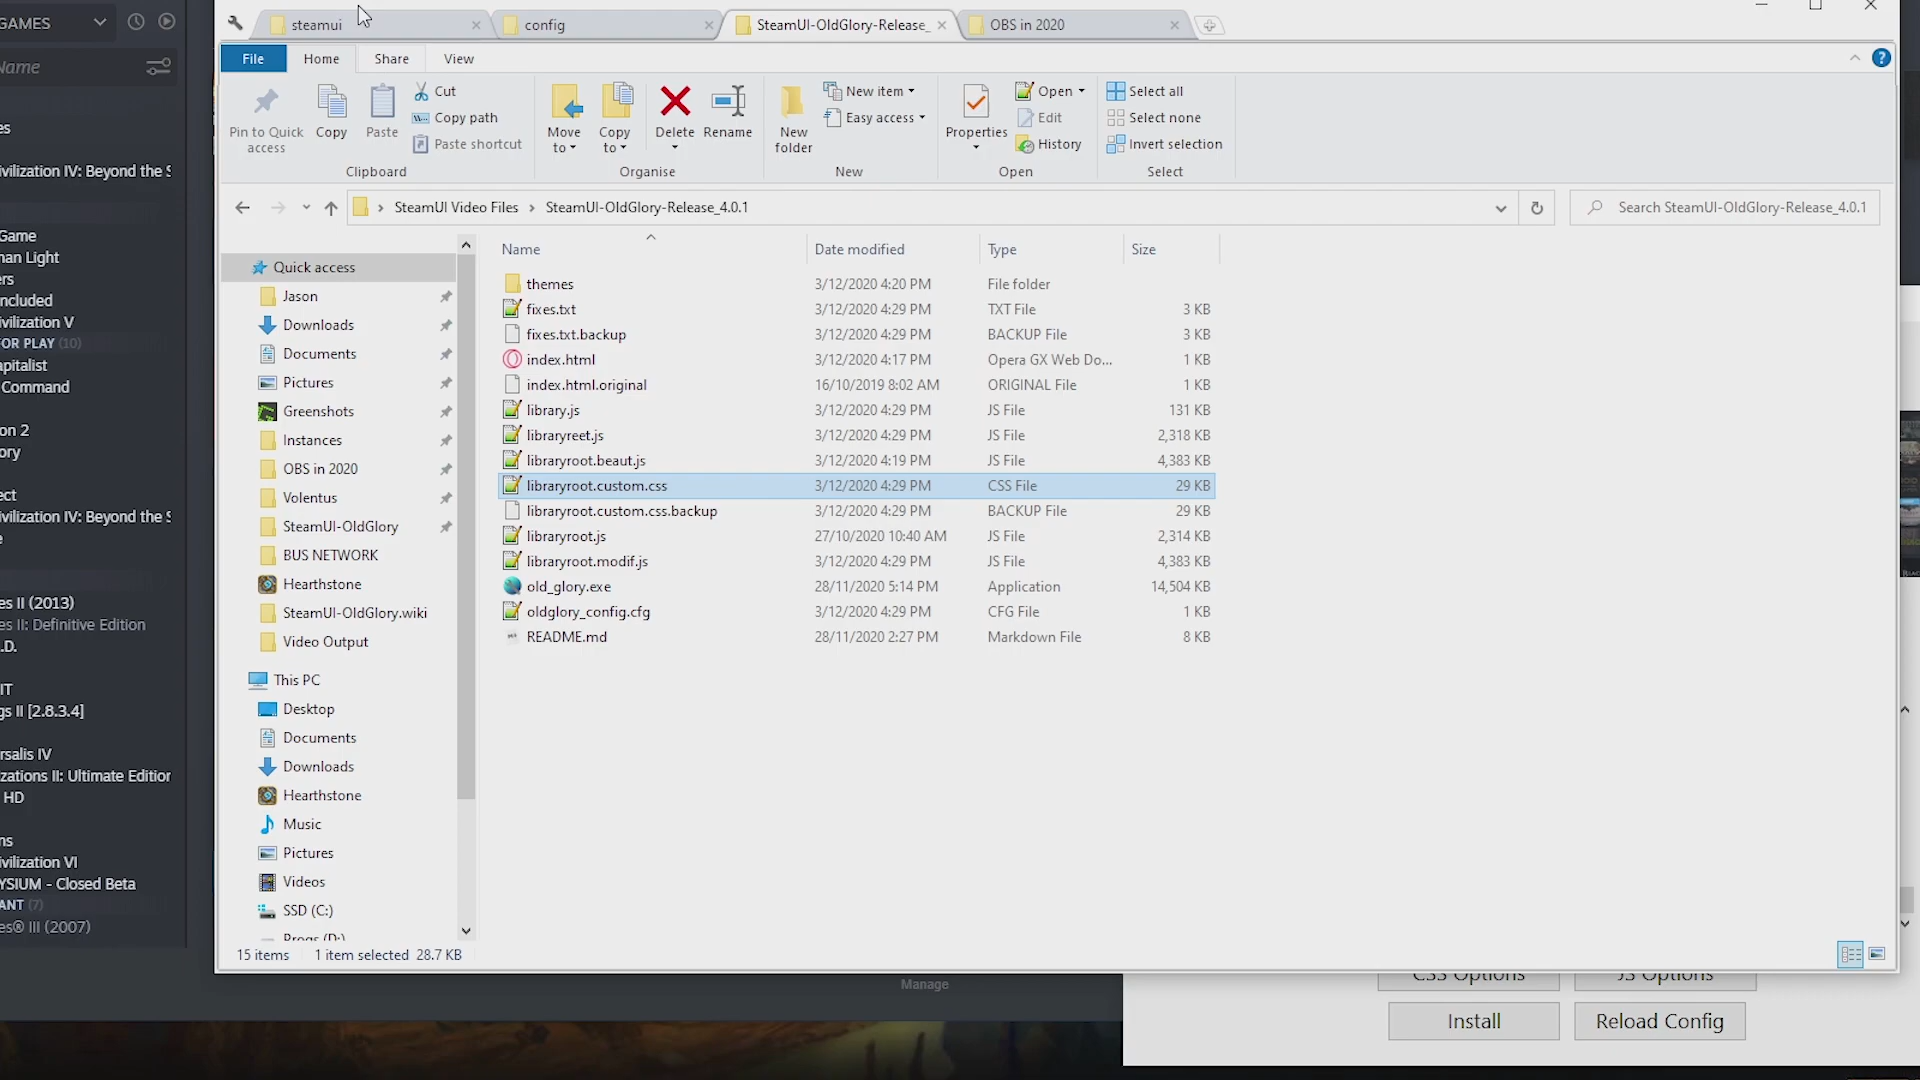 GAMES
Name
es
ivilization IV: Beyond the S
Game
man Light
ers
ncluded
ivilization V
FOR PLAY (10)
apitalist
Command
on 2
ory
ect
ivilization IV: Beyond the S
e
es II (2013)
es II: Definitive Edition
.D.
IT
gs II [2.8.3.4]
rsalis IV
zations II: Ultimate Edition
HD
ns
ivilization VI
YSIUM - Closed Beta
ANT (7)
es® III (2007)
steamui
config
SteamUI-OldGlory-Release_
OBS in 2020
File
Home
Share
View
Pin to Quick access
Copy
Paste
Cut
Copy path
Paste shortcut
Clipboard
Move to
Copy to
Delete
Rename
Organise
New folder
New item
Easy access
New
Properties
Open
Edit
History
Open
Select all
Select none
Invert selection
Select
SteamUI Video Files
SteamUI-OldGlory-Release_4.0.1
Search SteamUI-OldGlory-Release_4.0.1
Quick access
Jason
Downloads
Documents
Pictures
Greenshots
Instances
OBS in 2020
Volentus
SteamUI-OldGlory
BUS NETWORK
Hearthstone
SteamUI-OldGlory.wiki
Video Output
This PC
Desktop
Documents
Downloads
Hearthstone
Music
Pictures
Videos
SSD (C:)
Progs (D:)
Name Date modified Type Size
themes 3/12/2020 4:20 PM File folder
fixes.txt 3/12/2020 4:29 PM TXT File 3 KB
fixes.txt.backup 3/12/2020 4:29 PM BACKUP File 3 KB
index.html 3/12/2020 4:17 PM Opera GX Web Do... 1 KB
index.html.original 16/10/2019 8:02 AM ORIGINAL File 1 KB
library.js 3/12/2020 4:29 PM JS File 131 KB
libraryreet.js 3/12/2020 4:29 PM JS File 2,318 KB
libraryroot.beaut.js 3/12/2020 4:19 PM JS File 4,383 KB
libraryroot.custom.css 3/12/2020 4:29 PM CSS File 29 KB
libraryroot.custom.css.backup 3/12/2020 4:29 PM BACKUP File 29 KB
libraryroot.js 27/10/2020 10:40 AM JS File 2,314 KB
libraryroot.modif.js 3/12/2020 4:29 PM JS File 4,383 KB
old_glory.exe 28/11/2020 5:14 PM Application 14,504 KB
oldglory_config.cfg 3/12/2020 4:29 PM CFG File 1 KB
README.md 28/11/2020 2:27 PM Markdown File 8 KB
15 items 1 item selected 28.7 KB
Manage
CSS Options
JS Options
Install
Reload Config